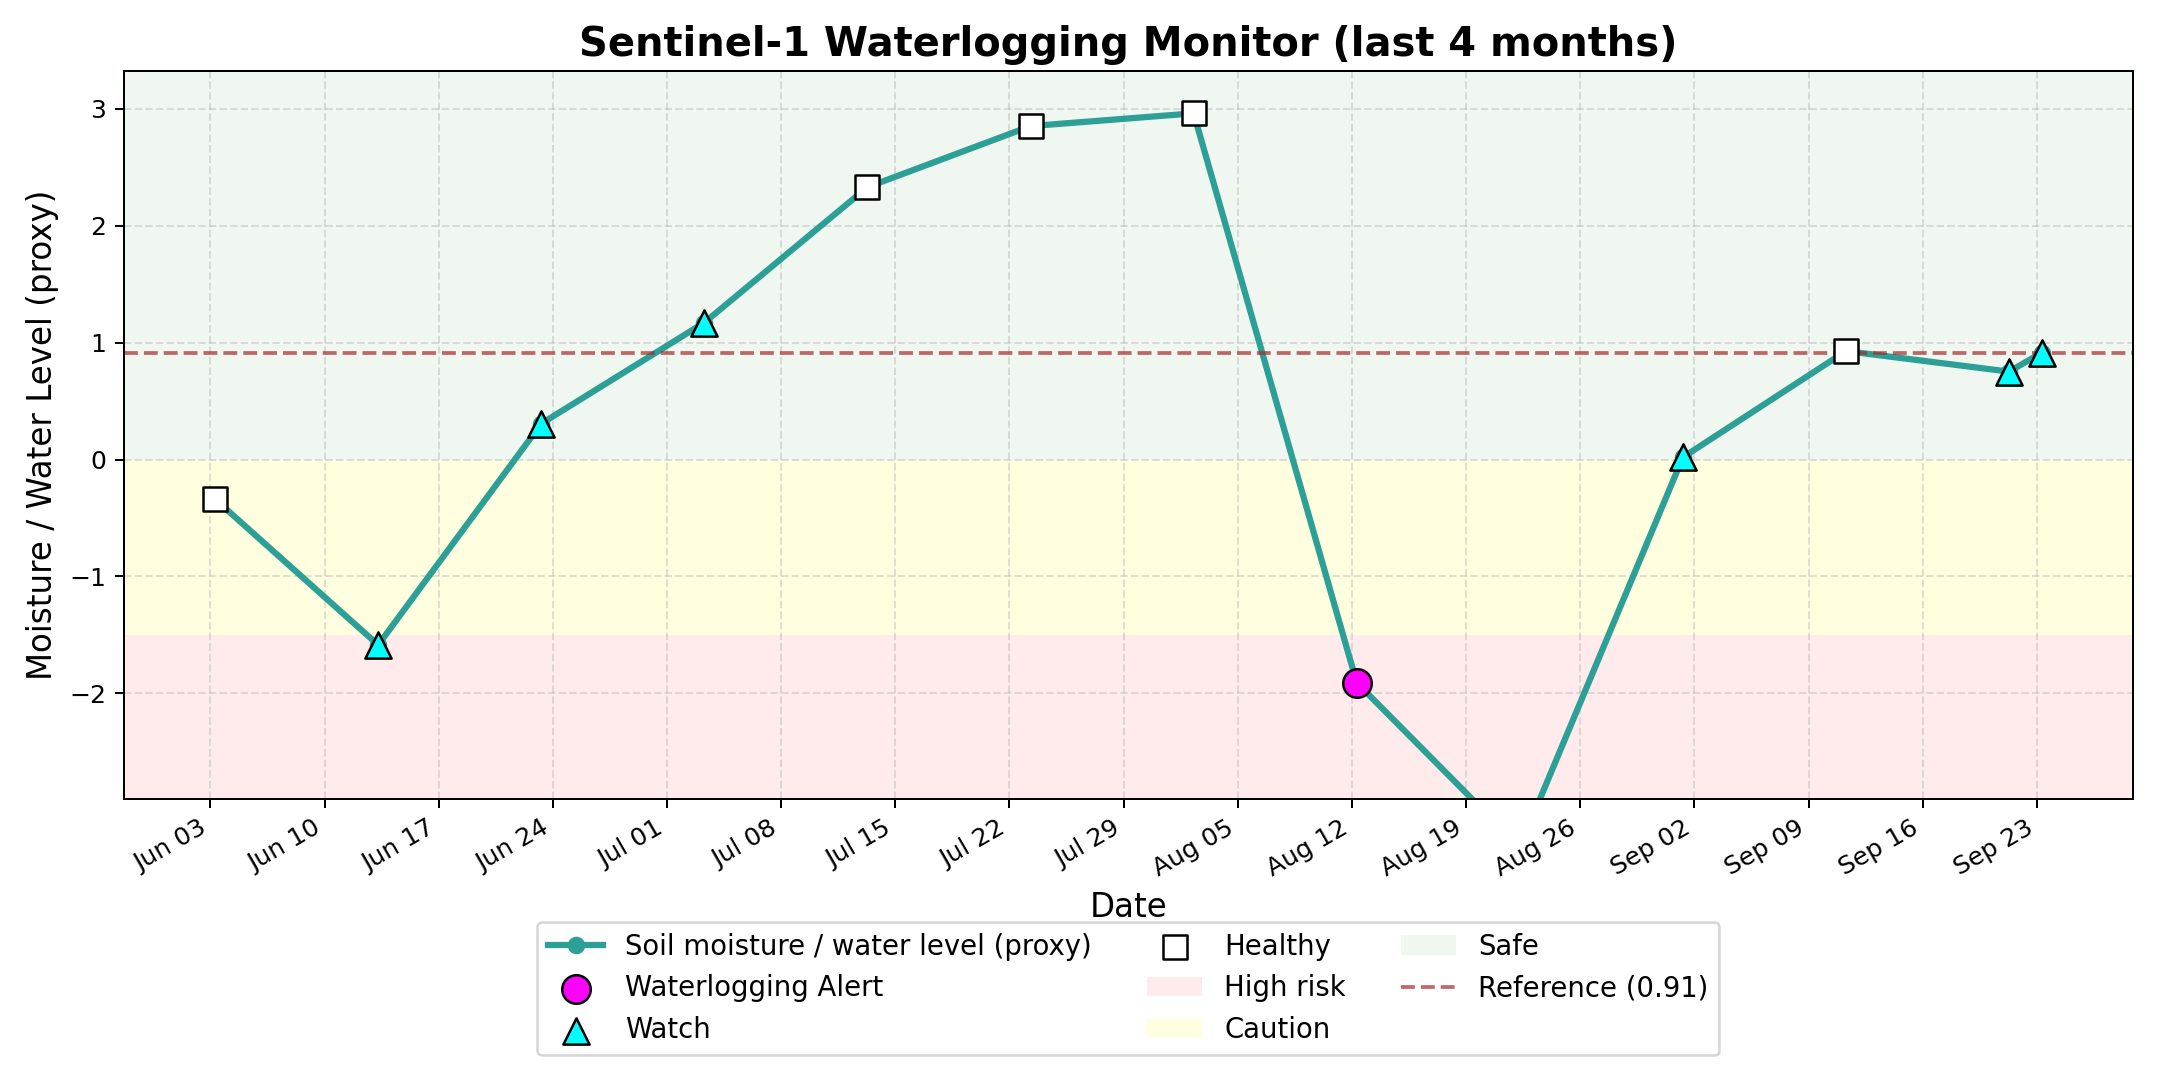 Sentinel-1 Waterlogging Monitor (last 4 months)
Moisture / Water Level (proxy)
3
2
1
0
−1
−2
Jun 03
Jun 10
Jun 17
Jun 24
Jul 01
Jul 08
Jul 15
Jul 22
Jul 29
Aug 05
Aug 12
Aug 19
Aug 26
Sep 02
Sep 09
Sep 16
Sep 23
Date
Soil moisture / water level (proxy)
Waterlogging Alert
Watch
Healthy
High risk
Caution
Safe
Reference (0.91)